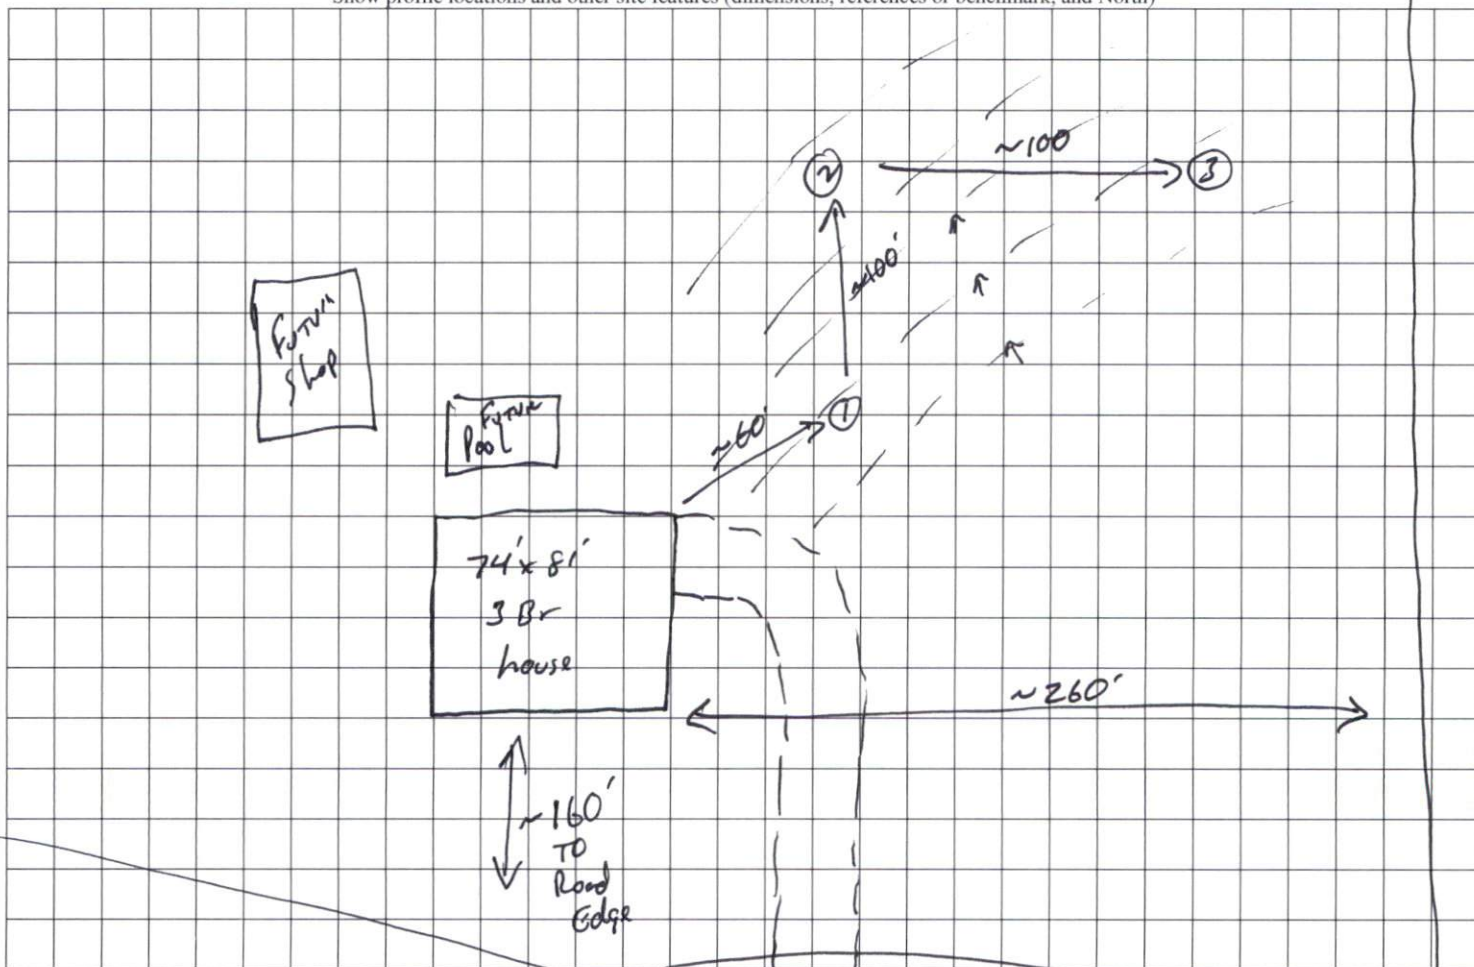 Show profile locations and other site features (dimensions, references or benchmark, and North)
~100
② ③
~100'
Futur
Shop
Futur
Pool
~60'
①
74' x 81'
3 Br
house
~260'
~160'
TO
Road
Edge